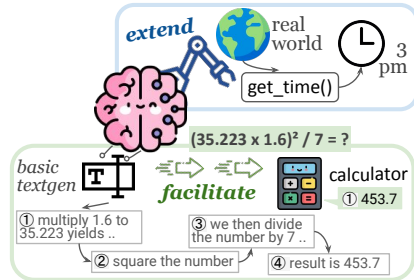 extend
real
world
3
pm
get_time()
(35.223 x 1.6)² / 7 = ?
basic
textgen
T
facilitate
calculator
① 453.7
① multiply 1.6 to
35.223 yields ..
② square the number
③ we then divide
the number by 7 ..
④ result is 453.7